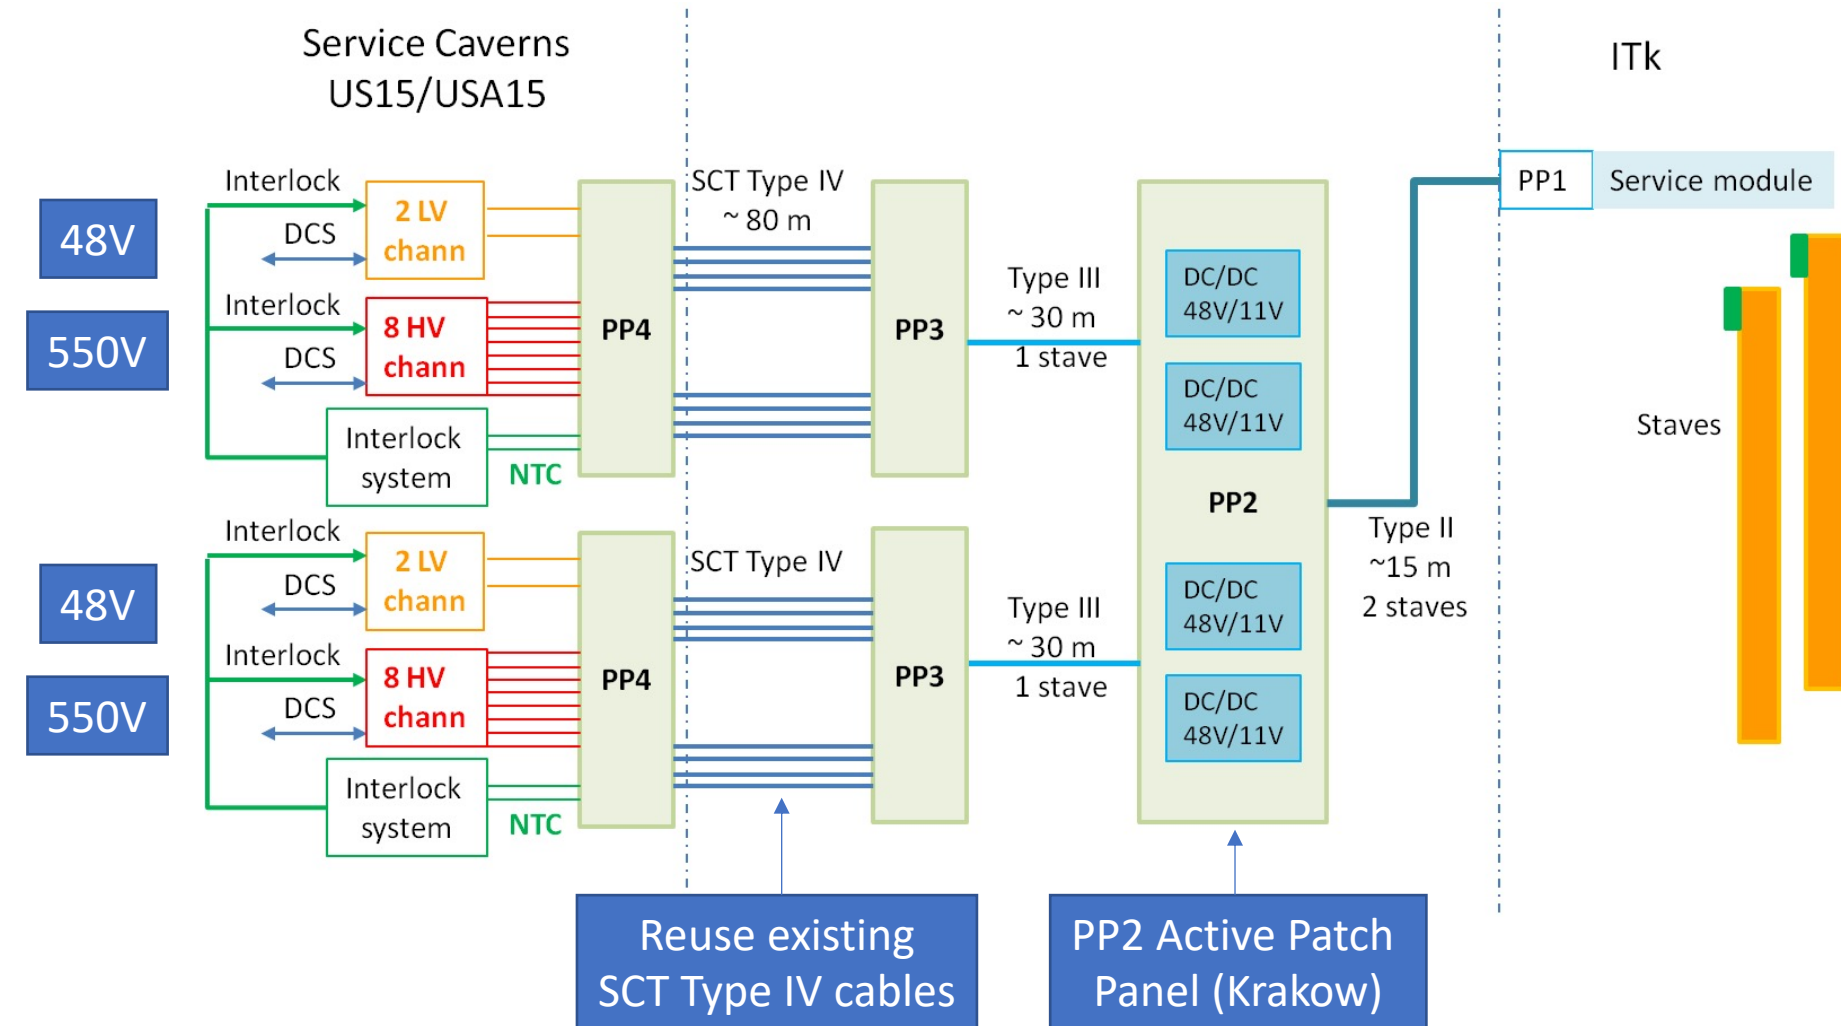 Service Caverns
US15/USA15
ITk
48V
550V
Interlock
DCS
2 LV
chann
Interlock
DCS
8 HV
chann
Interlock
system
NTC
PP4
SCT Type IV
~ 80 m
PP3
Type III
~ 30 m
1 stave
48V
550V
Interlock
DCS
2 LV
chann
Interlock
DCS
8 HV
chann
Interlock
system
NTC
PP4
SCT Type IV
PP3
Type III
~ 30 m
1 stave
DC/DC
48V/11V
DC/DC
48V/11V
PP2
DC/DC
48V/11V
DC/DC
48V/11V
Type II
~15 m
2 staves
PP1
Service module
Staves
Reuse existing
SCT Type IV cables
PP2 Active Patch
Panel (Krakow)